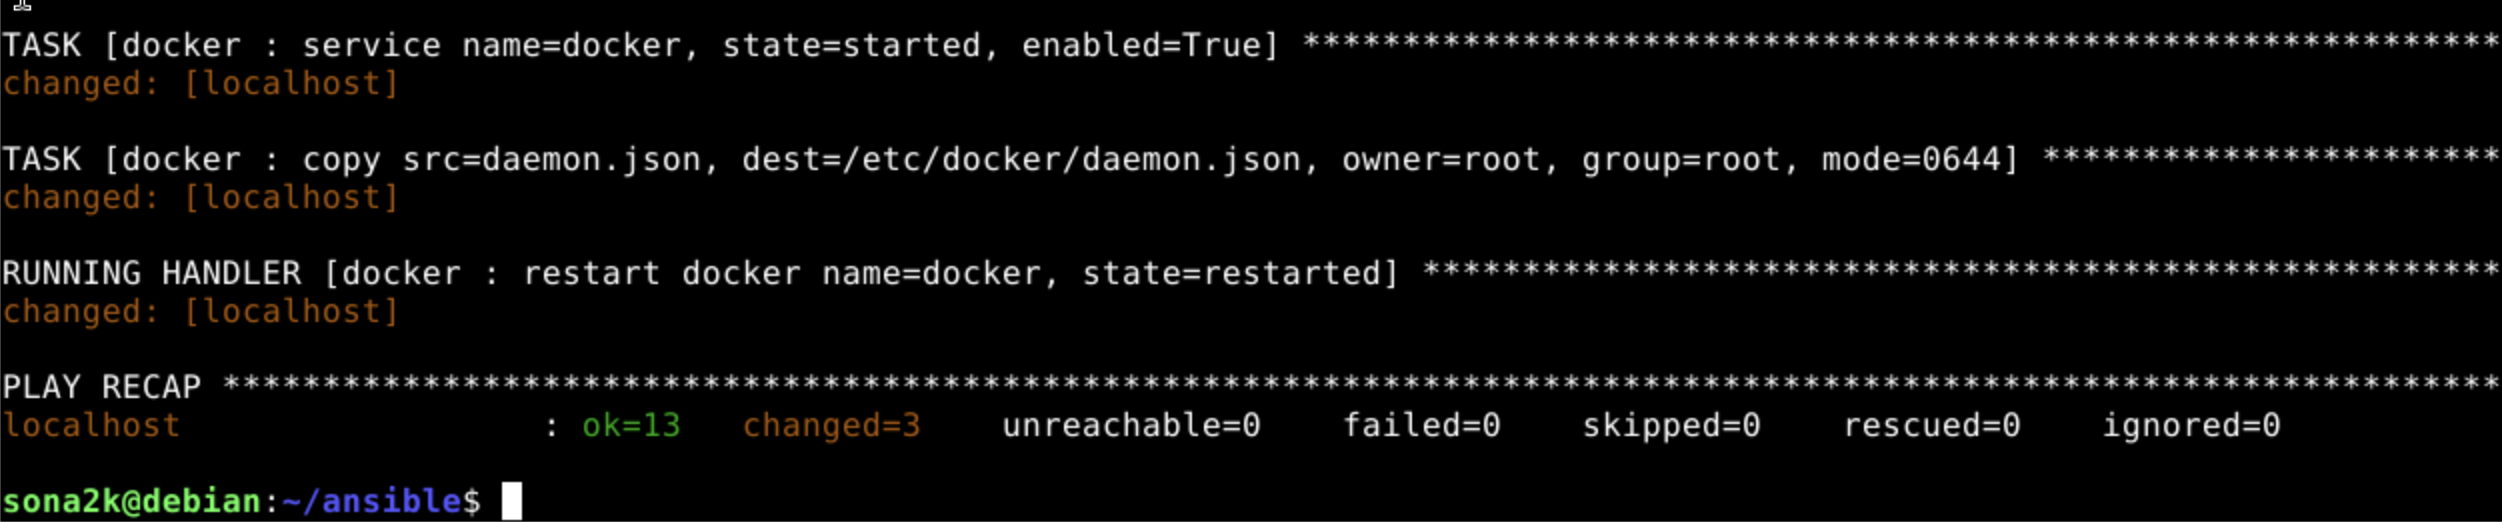 TASK [docker : service name=docker, state=started, enabled=True] ************************************************************
changed: [localhost]
TASK [docker : copy src=daemon.json, dest=/etc/docker/daemon.json, owner=root, group=root, mode=0644] ***********************
changed: [localhost]
RUNNING HANDLER [docker : restart docker name=docker, state=restarted] ******************************************************
changed: [localhost]
PLAY RECAP ******************************************************************************************************************
localhost                  : ok=13   changed=3    unreachable=0    failed=0    skipped=0    rescued=0    ignored=0
sona2k@debian:~/ansible$